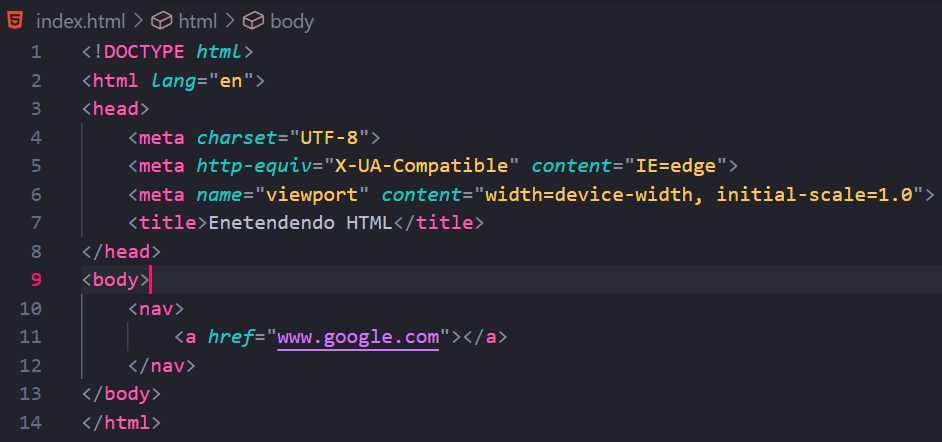 index.html > html > body
1 <!DOCTYPE html>
2 <html lang="en">
3 <head>
4 <meta charset="UTF-8">
5 <meta http-equiv="X-UA-Compatible" content="IE=edge">
6 <meta name="viewport" content="width=device-width, initial-scale=1.0">
7 <title>Enetendendo HTML</title>
8 </head>
9 <body>
10 <nav>
11 <a href="www.google.com"></a>
12 </nav>
13 </body>
14 </html>